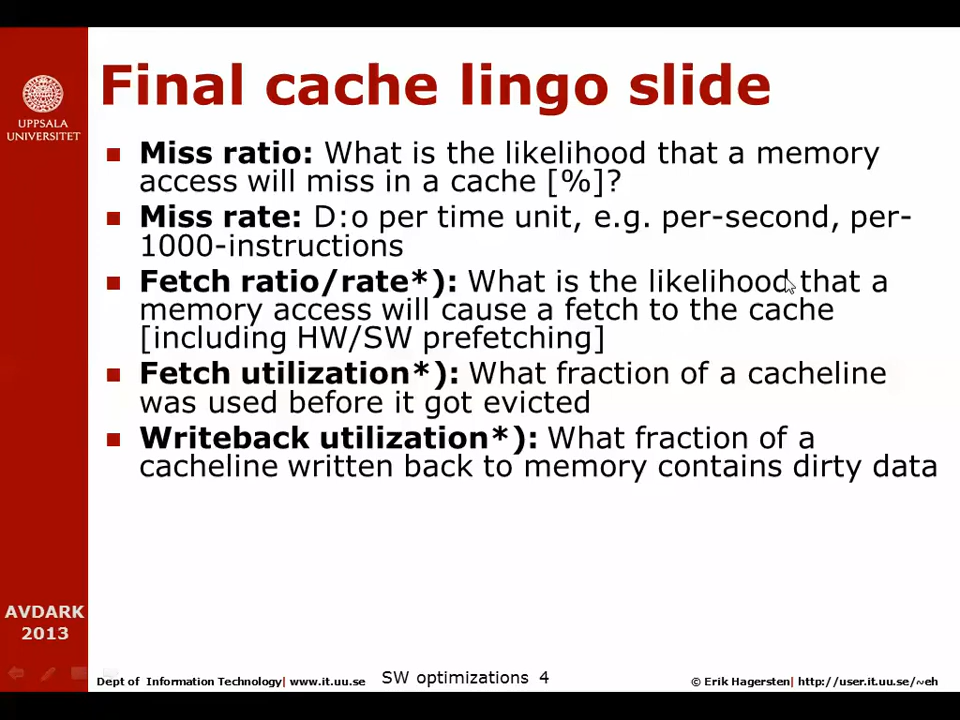 Final cache lingo slide
UPPSALA
UNIVERSITET
Miss ratio: What is the likelihood that a memory
access will miss in a cache [%]?
Miss rate: D:o per time unit, e.g. per-second, per-
1000-instructions
Fetch ratio/rate*): What is the likelihood that a
memory access will cause a fetch to the cache
[including HW/SW prefetching]
Fetch utilization*): What fraction of a cacheline
was used before it got evicted
Writeback utilization*): What fraction of a
cacheline written back to memory contains dirty data
AVDARK
2013
Dept of Information Technology| www.it.uu.se
SW optimizations 4
© Erik Hagersten| http://user.it.uu.se/~eh